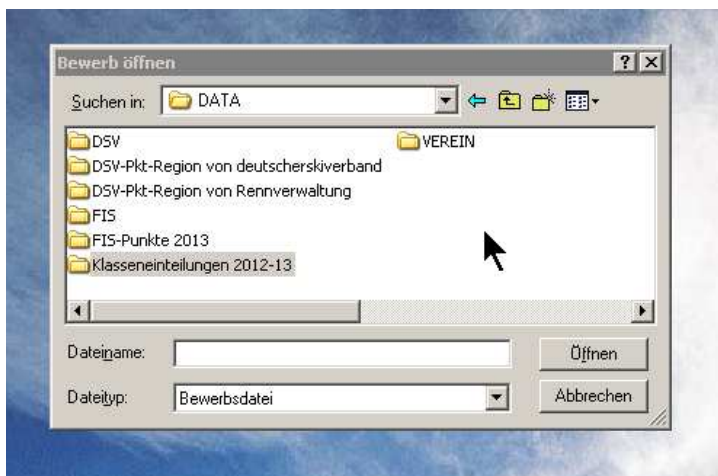 Bewerb öffnen
Suchen in: DATA
DSV
DSV-Pkt-Region von deutscherskiverband
DSV-Pkt-Region von Rennverwaltung
FIS
FIS-Punkte 2013
Klasseneinteilungen 2012-13
VEREIN
Dateiname:
Öffnen
Dateityp: Bewerbsdatei
Abbrechen